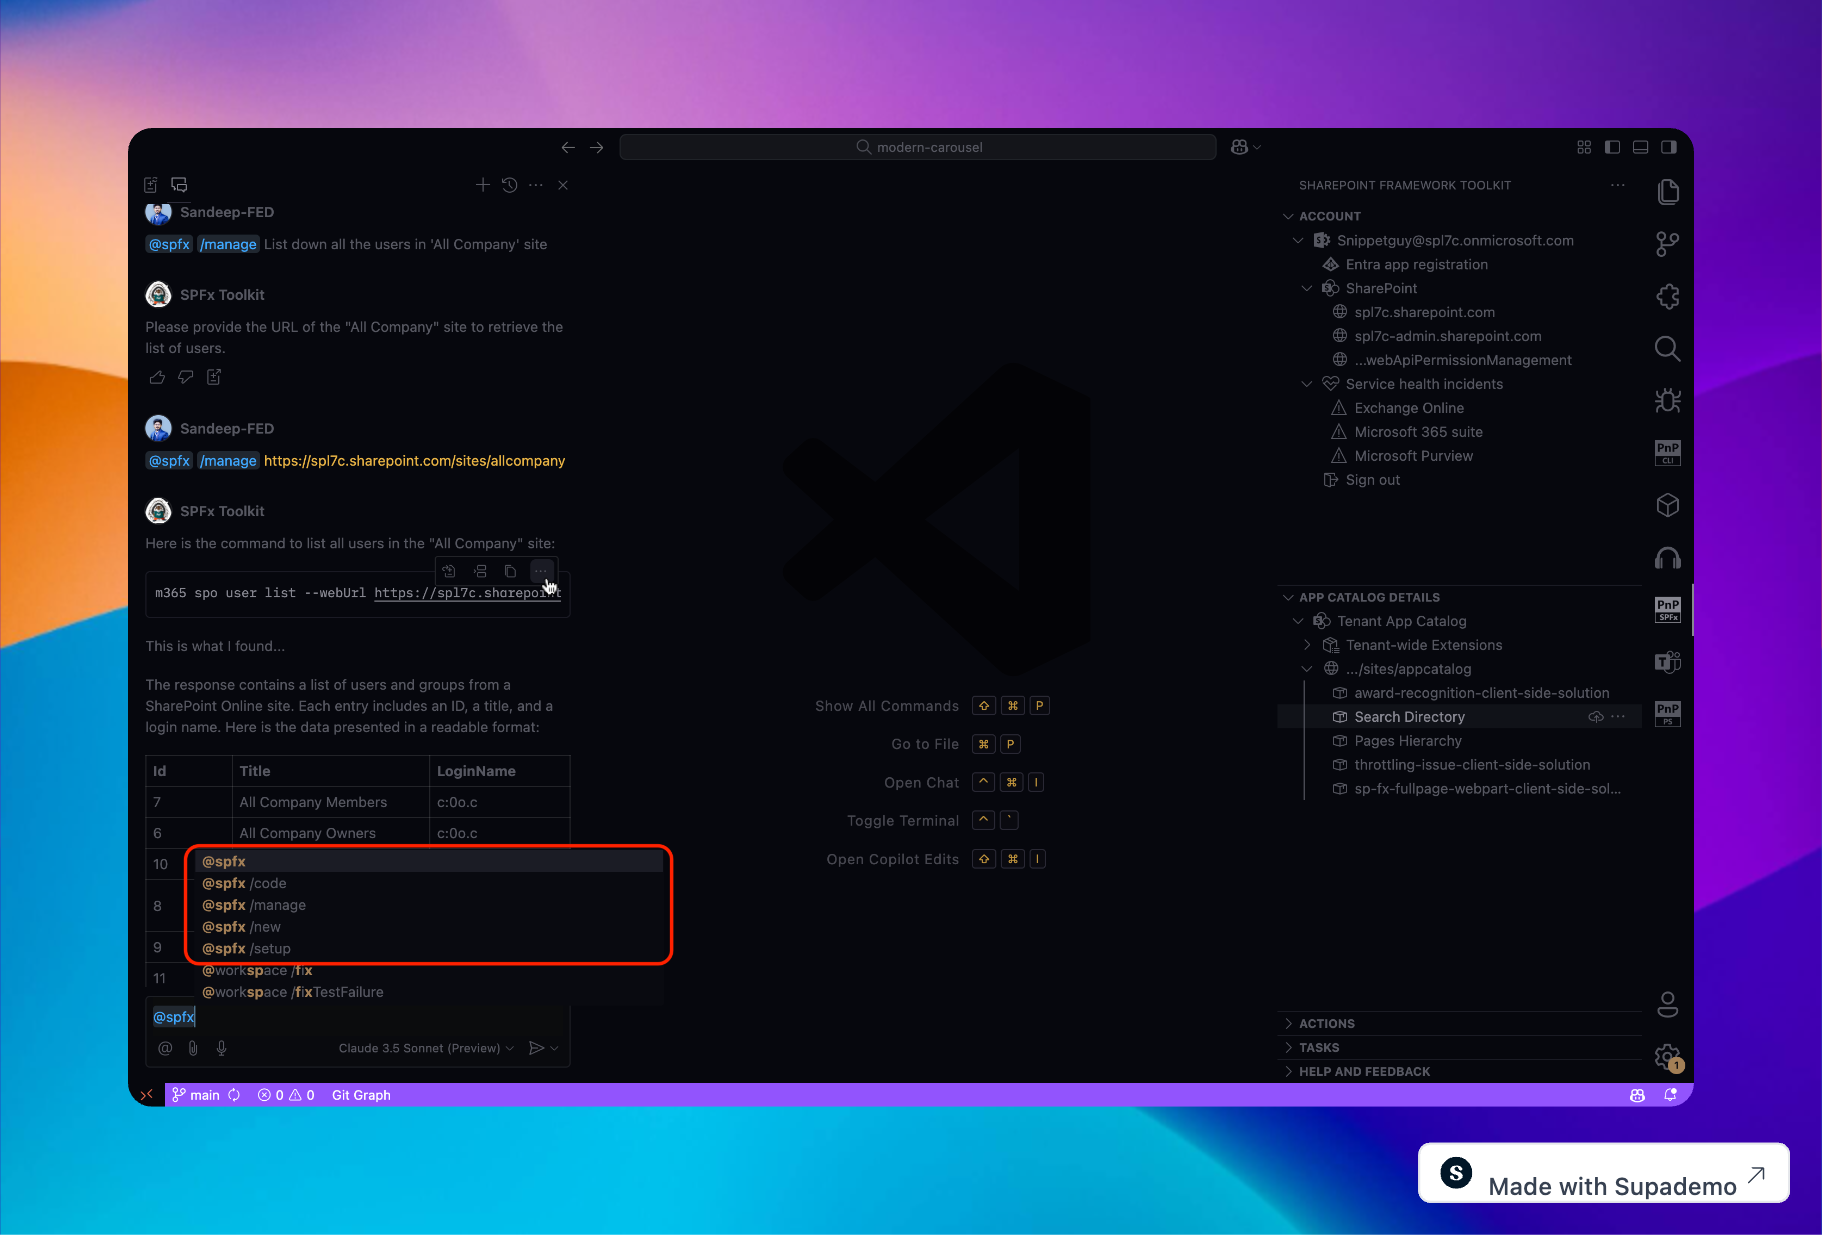 modern-carousel
Sandeep-FED
@spfx /manage List down all the users in 'All Company' site
SPFx Toolkit
Please provide the URL of the "All Company" site to retrieve the
list of users.
Sandeep-FED
@spfx /manage https://spl7c.sharepoint.com/sites/allcompany
SPFx Toolkit
Here is the command to list all users in the "All Company" site:
m365 spo user list --webUrl https://spl7c.sharepoint
This is what I found...
The response contains a list of users and groups from a
SharePoint Online site. Each entry includes an ID, a title, and a
login name. Here is the data presented in a readable format:
Id Title LoginName
7 All Company Members c:0o.c
6 All Company Owners c:0o.c
10
8
9
11
@spfx
@spfx /code
@spfx /manage
@spfx /new
@spfx /setup
@workspace /fix
@workspace /fixTestFailure
@spfx
@ Claude 3.5 Sonnet (Preview)
Show All Commands ⇧ ⌘ P
Go to File ⌘ P
Open Chat ^ ⌘ I
Toggle Terminal ^ `
Open Copilot Edits ⇧ ⌘ I
SHAREPOINT FRAMEWORK TOOLKIT
ACCOUNT
Snippetguy@spl7c.onmicrosoft.com
Entra app registration
SharePoint
spl7c.sharepoint.com
spl7c-admin.sharepoint.com
...webApiPermissionManagement
Service health incidents
Exchange Online
Microsoft 365 suite
Microsoft Purview
Sign out
APP CATALOG DETAILS
Tenant App Catalog
Tenant-wide Extensions
.../sites/appcatalog
award-recognition-client-side-solution
Search Directory
Pages Hierarchy
throttling-issue-client-side-solution
sp-fx-fullpage-webpart-client-side-sol...
ACTIONS
TASKS
HELP AND FEEDBACK
PnP
CLI
PnP
SPFx
T
PnP
PS
1
main 0 0 Git Graph
S Made with Supademo